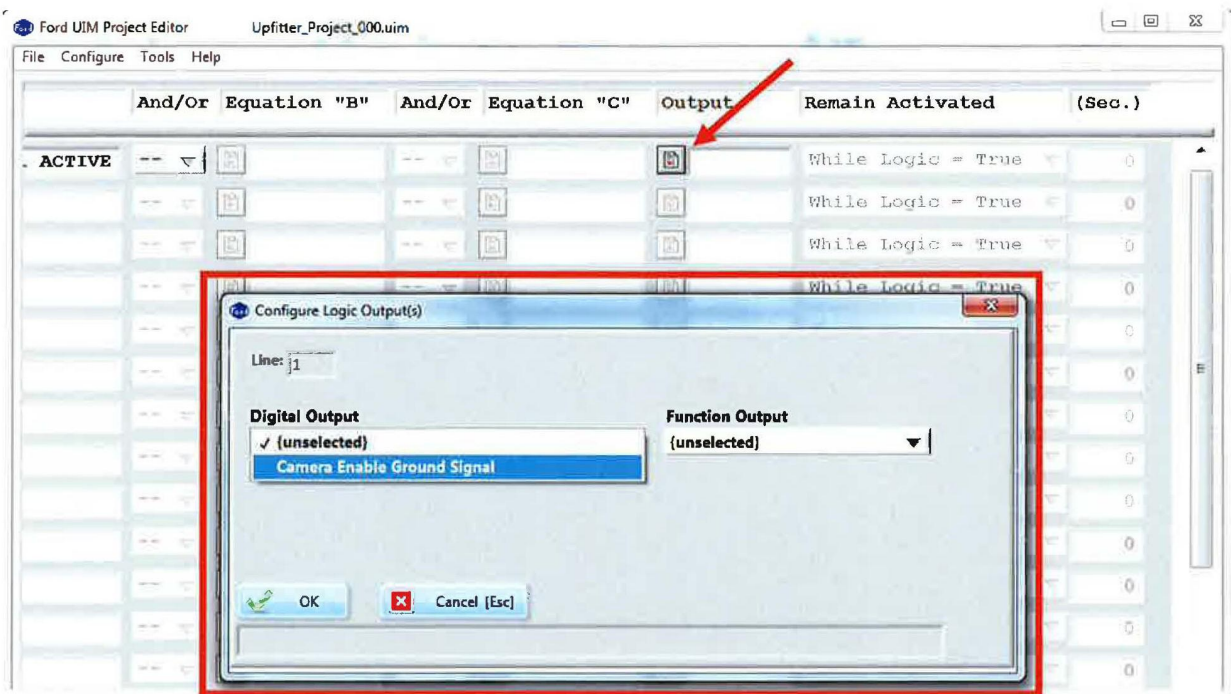 Ford UIM Project Editor Upfitter_Project_000.uim
File Configure Tools Help
And/Or Equation "B" And/Or Equation "C" Output Remain Activated (Sec.)
. ACTIVE -- -- While Logic = True 0
-- -- While Logic = True 0
-- -- While Logic = True 0
-- -- While Logic = True 0
Ford Configure Logic Output(s)
-- 0
Line: 1
-- 0
Digital Output Function Output
-- 0
✓ {unselected} {unselected}
-- 0
Camera Enable Ground Signal
-- 0
-- 0
-- 0
OK Cancel [Esc]
-- 0
-- 0